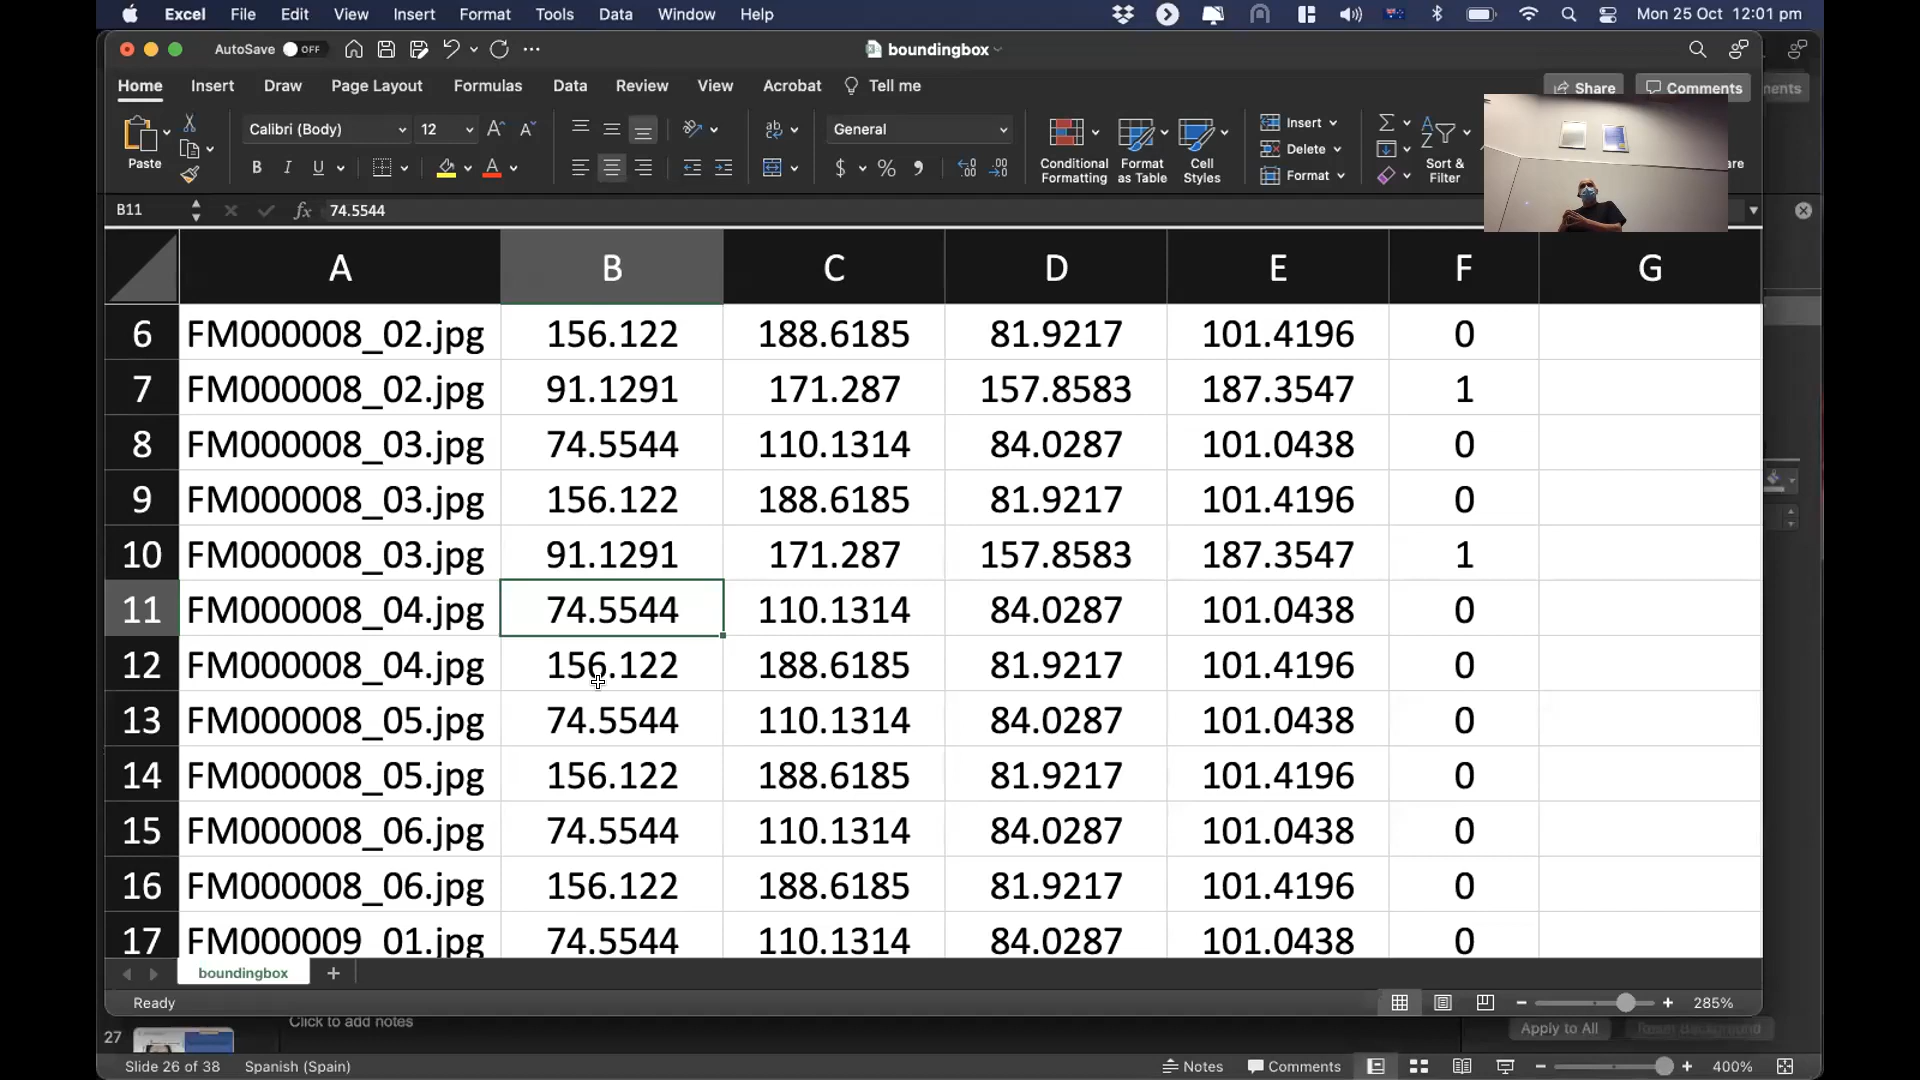 Excel File Edit View Insert Format Tools Data Window Help Mon 25 Oct 12:01 pm
AutoSave OFF boundingbox
Home Insert Draw Page Layout Formulas Data Review View Acrobat Tell me Share Comments
Calibri (Body) 12 General Insert
Paste Conditional Formatting Format as Table Cell Styles Delete Sort & Filter
B I U $ % Format
B11 fx 74.5544
A B C D E F G
6 FM000008_02.jpg 156.122 188.6185 81.9217 101.4196 0
7 FM000008_02.jpg 91.1291 171.287 157.8583 187.3547 1
8 FM000008_03.jpg 74.5544 110.1314 84.0287 101.0438 0
9 FM000008_03.jpg 156.122 188.6185 81.9217 101.4196 0
10 FM000008_03.jpg 91.1291 171.287 157.8583 187.3547 1
11 FM000008_04.jpg 74.5544 110.1314 84.0287 101.0438 0
12 FM000008_04.jpg 156.122 188.6185 81.9217 101.4196 0
13 FM000008_05.jpg 74.5544 110.1314 84.0287 101.0438 0
14 FM000008_05.jpg 156.122 188.6185 81.9217 101.4196 0
15 FM000008_06.jpg 74.5544 110.1314 84.0287 101.0438 0
16 FM000008_06.jpg 156.122 188.6185 81.9217 101.4196 0
17 FM000009_01.jpg 74.5544 110.1314 84.0287 101.0438 0
boundingbox
Ready 285%
27 Click to add notes Apply to All Reset Background
Slide 26 of 38 Spanish (Spain) Notes Comments 400%